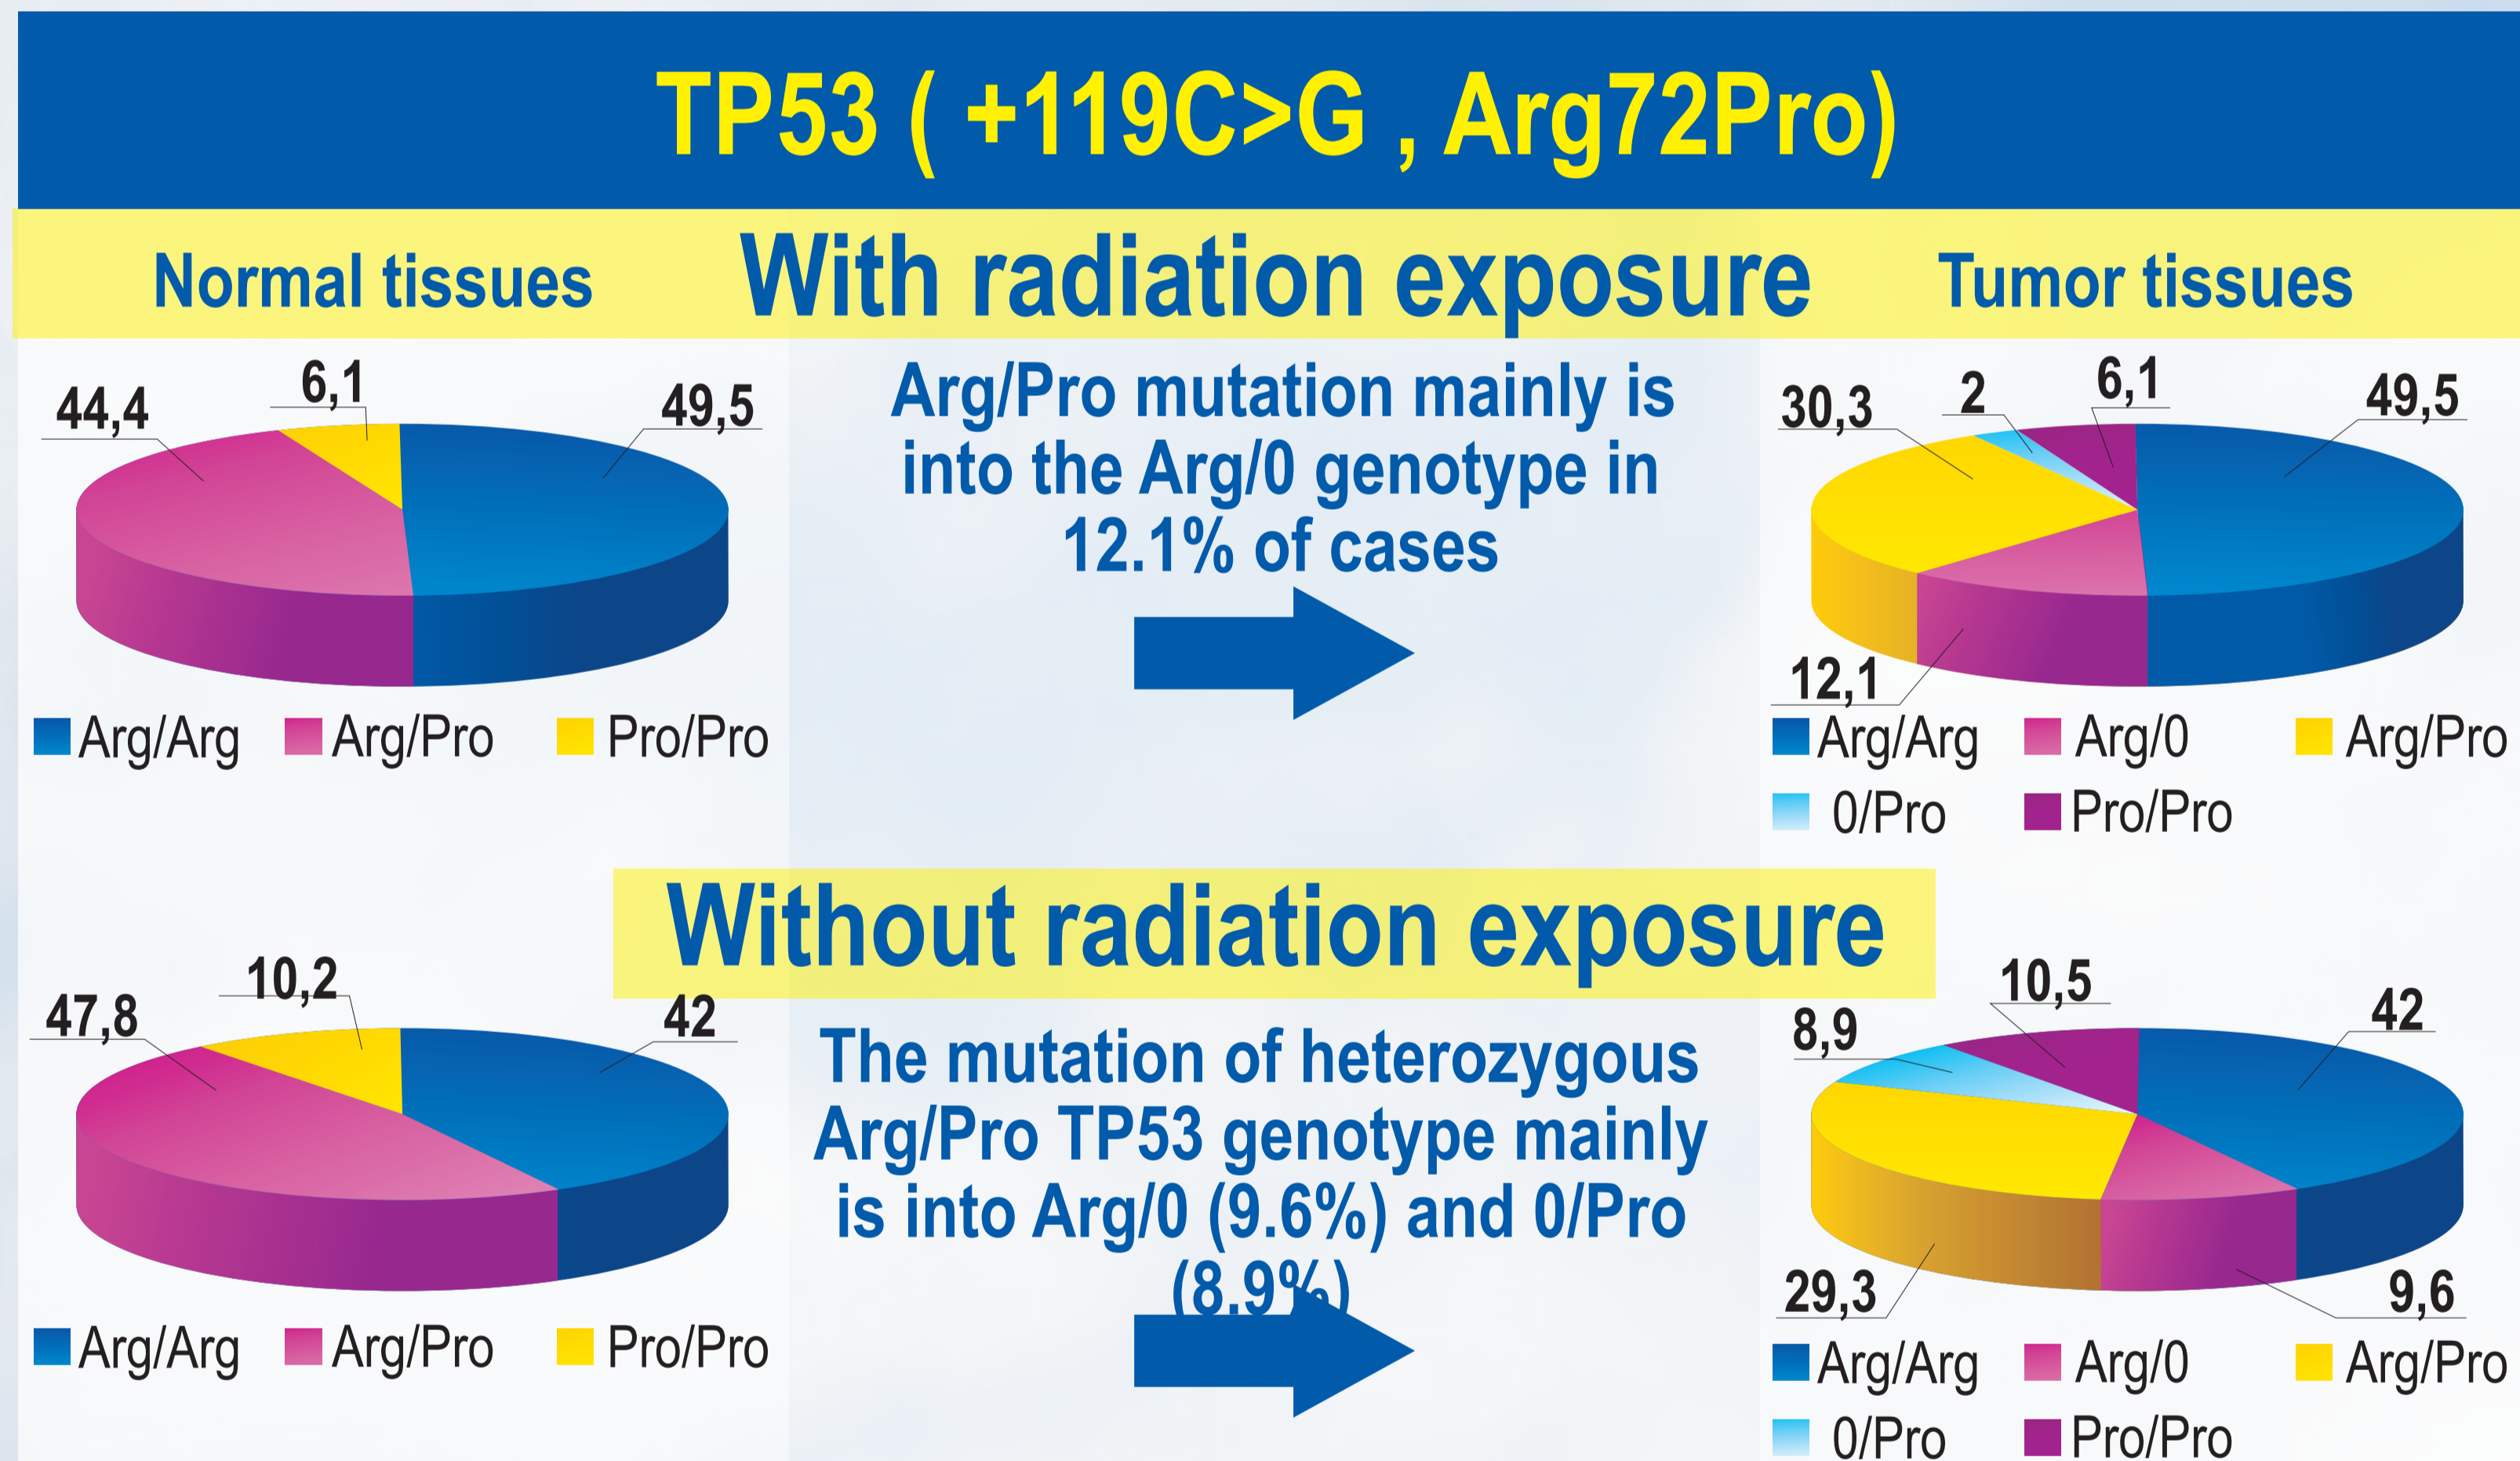 TP53 ( +119C>G , Arg72Pro)
Normal tissues
With radiation exposure
Tumor tissues
44,4
6,1
49,5
Arg/Arg
Arg/Pro
Pro/Pro
Arg/Pro mutation mainly is
into the Arg/0 genotype in
12.1% of cases
30,3
2
6,1
49,5
12,1
Arg/Arg
Arg/0
Arg/Pro
0/Pro
Pro/Pro
Without radiation exposure
47,8
10,2
42
Arg/Arg
Arg/Pro
Pro/Pro
The mutation of heterozygous
Arg/Pro TP53 genotype mainly
is into Arg/0 (9.6%) and 0/Pro
(8.9%)
8,9
10,5
42
29,3
9,6
Arg/Arg
Arg/0
Arg/Pro
0/Pro
Pro/Pro